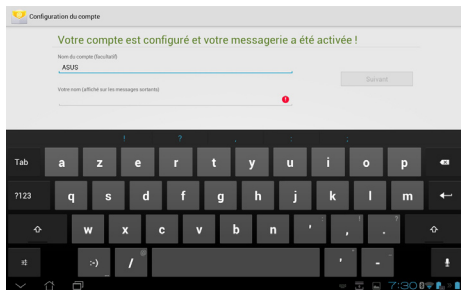 Configuration du compte
Votre compte est configuré et votre messagerie a été activée !
Nom du compte (facultatif)
ASUS
Suivant
Votre nom (affiché sur les messages sortants)
! ? , : ;
Tab a z e r t y u i o p
?123 q s d f g h j k l m
w x c v b n ' , ! . ?
:-) / ' -
7:30